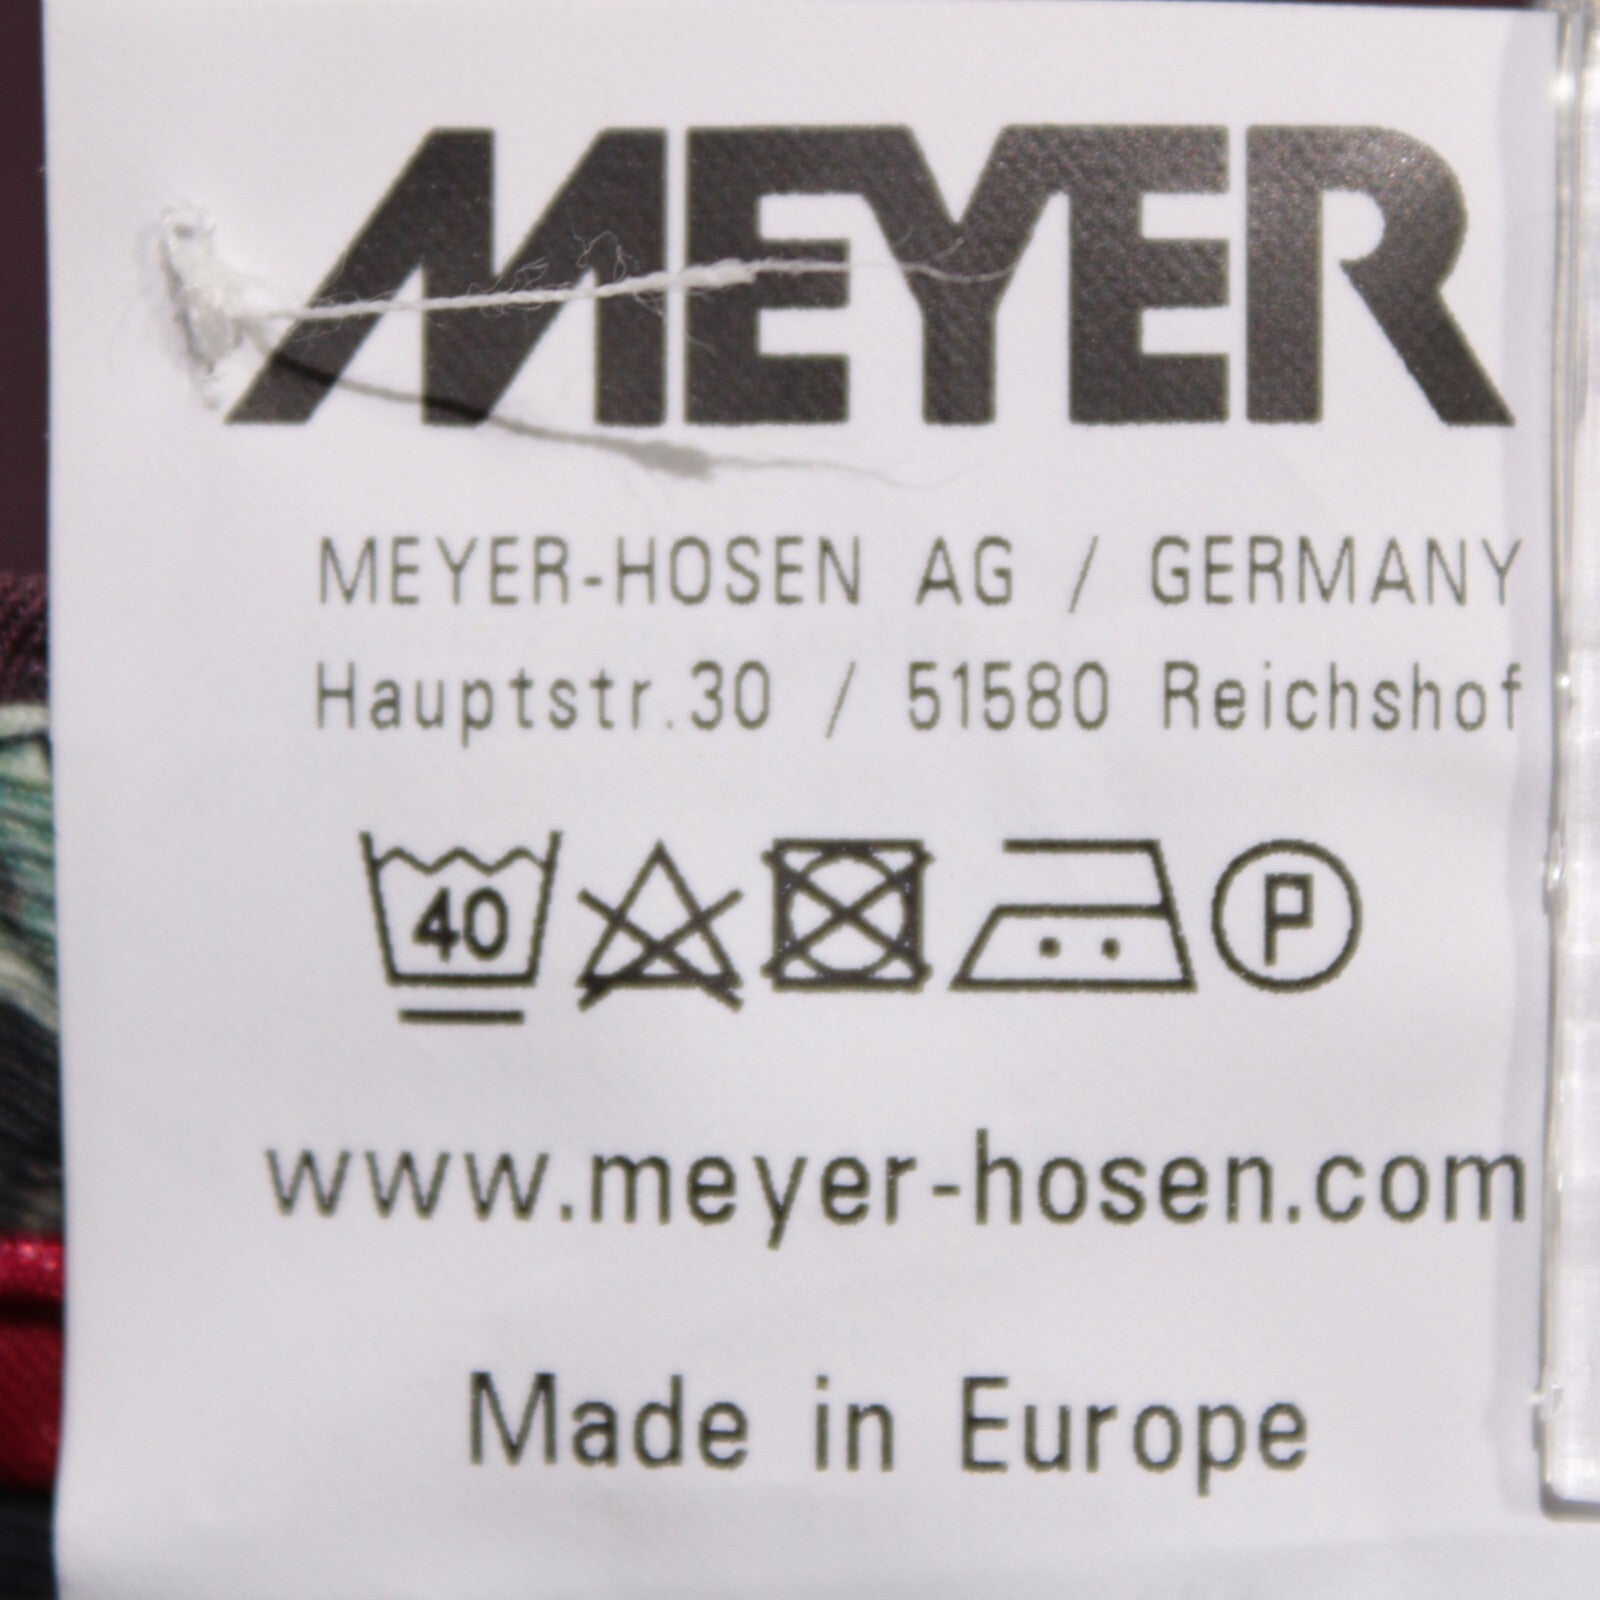 MEYER
MEYER-HOSEN AG / GERMANY
Hauptstr.30 / 51580 Reichshof
40 P
www.meyer-hosen.com
Made in Europe